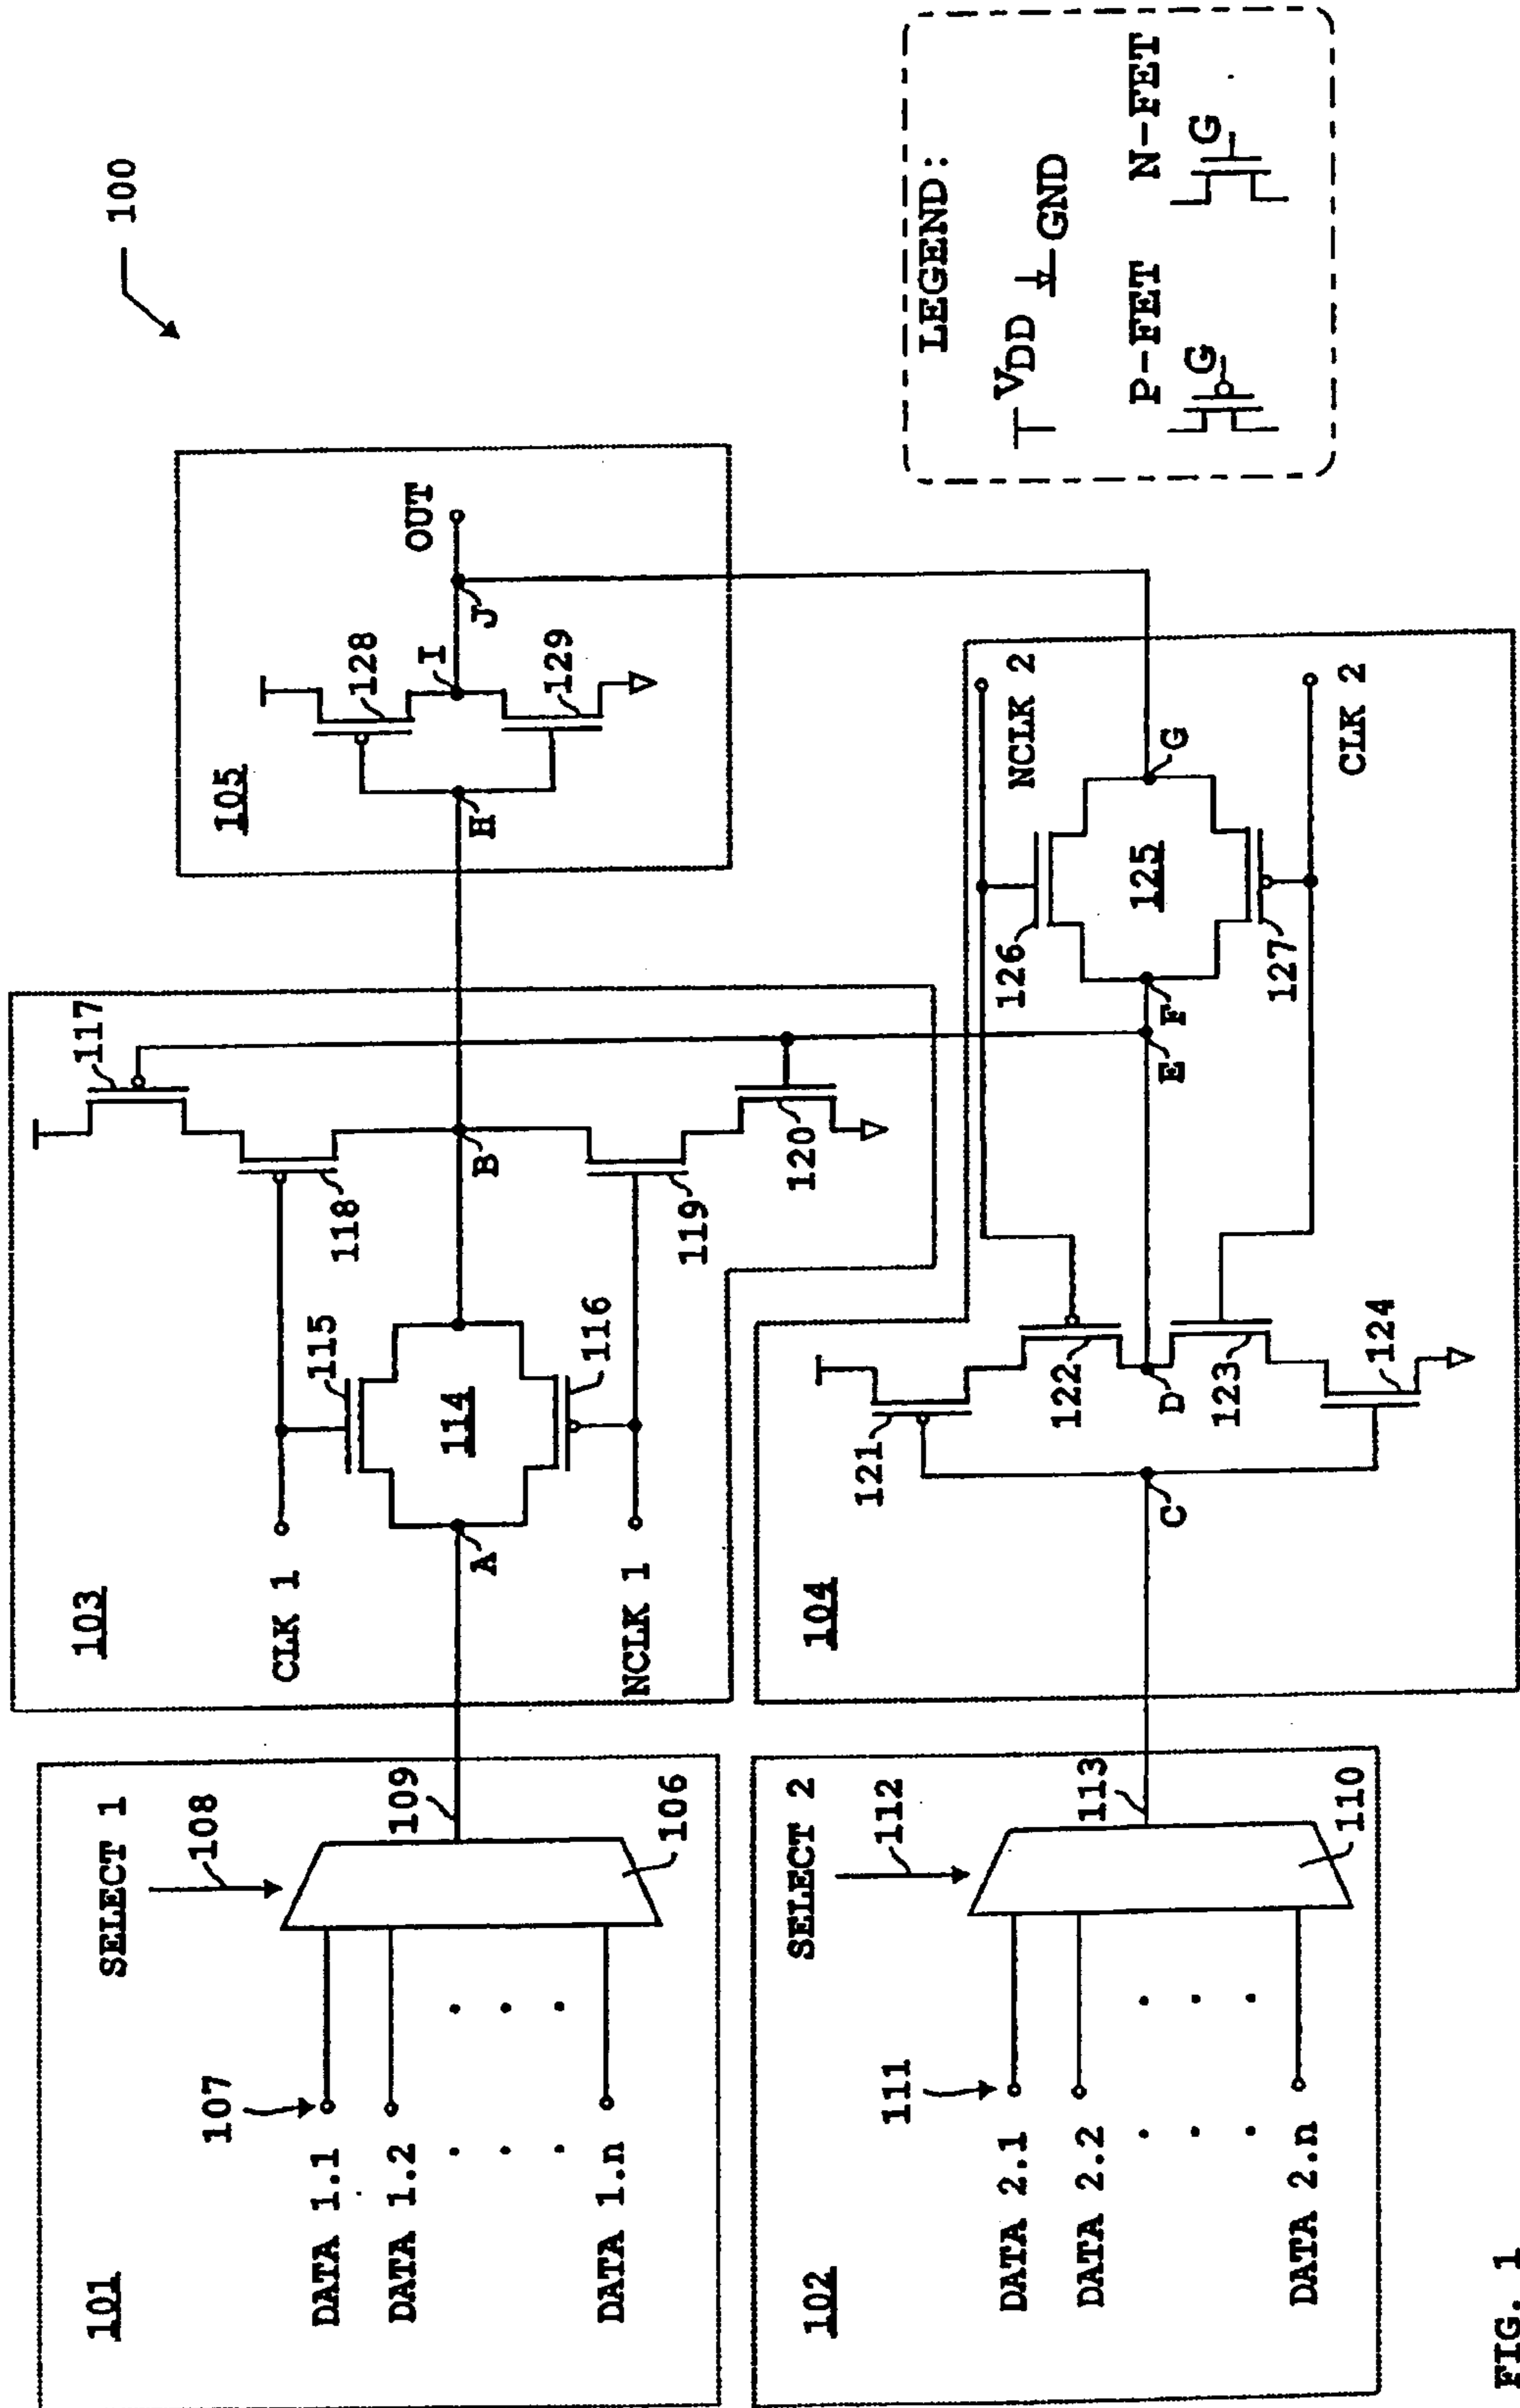 100
101
SELECT 1
108
107
DATA 1.1
DATA 1.2
DATA 1.n
109
106
103
CLK 1
NCLK 1
A
114
115
116
117
118
B
119
120
105
H
128
I
129
J
OUT
102
SELECT 2
112
111
DATA 2.1
DATA 2.2
DATA 2.n
113
110
104
C
121
122
D
123
124
E
F
125
126
127
G
NCLK 2
CLK 2
LEGEND:
VDD
GND
P-FET
G
N-FET
G
FIG. 1